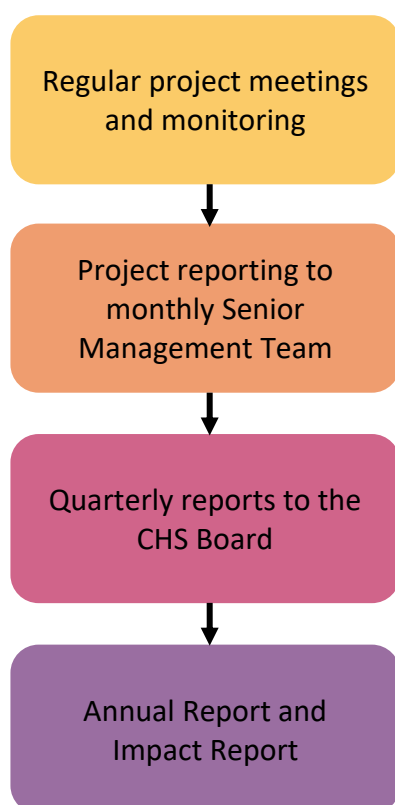 Regular project meetings
and monitoring
Project reporting to
monthly Senior
Management Team
Quarterly reports to the
CHS Board
Annual Report and
Impact Report